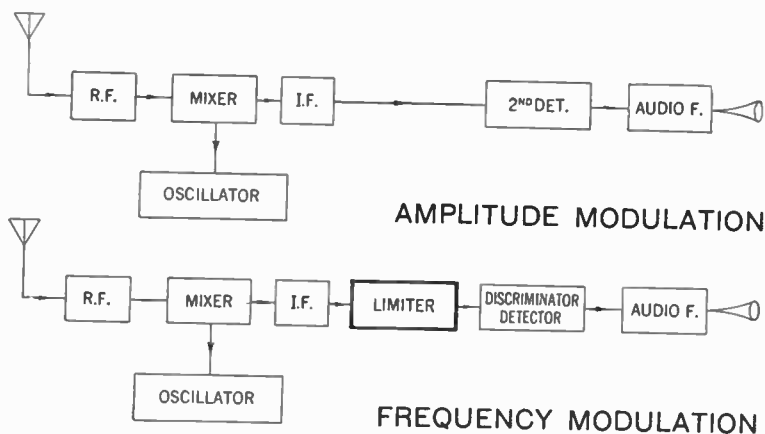 R.F.
MIXER
I.F.
2ND DET.
AUDIO F.
OSCILLATOR
AMPLITUDE MODULATION
R.F.
MIXER
I.F.
LIMITER
DISCRIMINATOR
DETECTOR
AUDIO F.
OSCILLATOR
FREQUENCY MODULATION